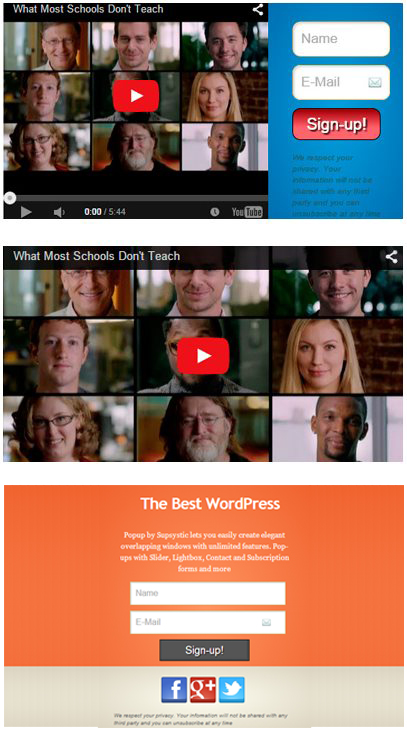 What Most Schools Don't Teach
Name
E-Mail
Sign-up!
We respect your
privacy. Your
information will not be
shared with any third
party and you can
unsubscribe at any time
0:00 / 5:44
YouTube
What Most Schools Don't Teach
The Best WordPress
Popup by Supsystic lets you easily create elegant
overlapping windows with unlimited features. Pop-
ups with Slider, Lightbox, Contact and Subscription
forms and more
Name
E-Mail
Sign-up!
f
g+
We respect your privacy. Your information will not be shared with any
third party and you can unsubscribe at any time